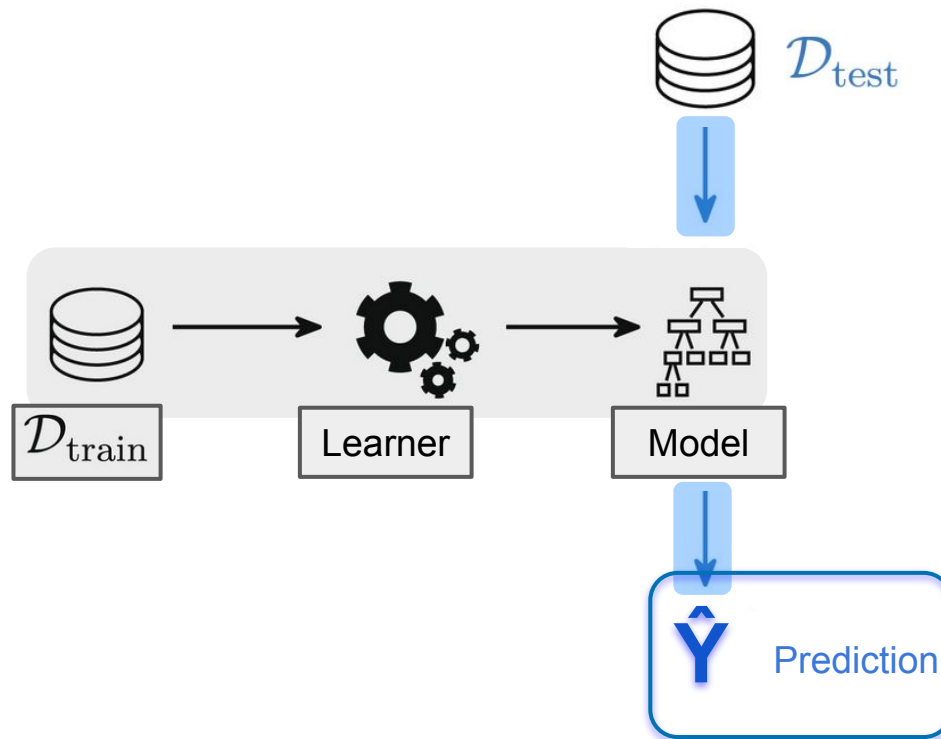 𝒟test
𝒟train
Learner
Model
Ŷ Prediction